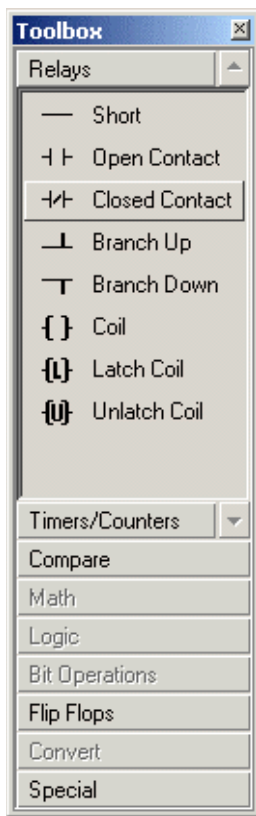 Toolbox
Relays
Short
Open Contact
Closed Contact
Branch Up
Branch Down
Coil
(L) Latch Coil
(U) Unlatch Coil
Timers/Counters
Compare
Math
Logic
Bit Operations
Flip Flops
Convert
Special